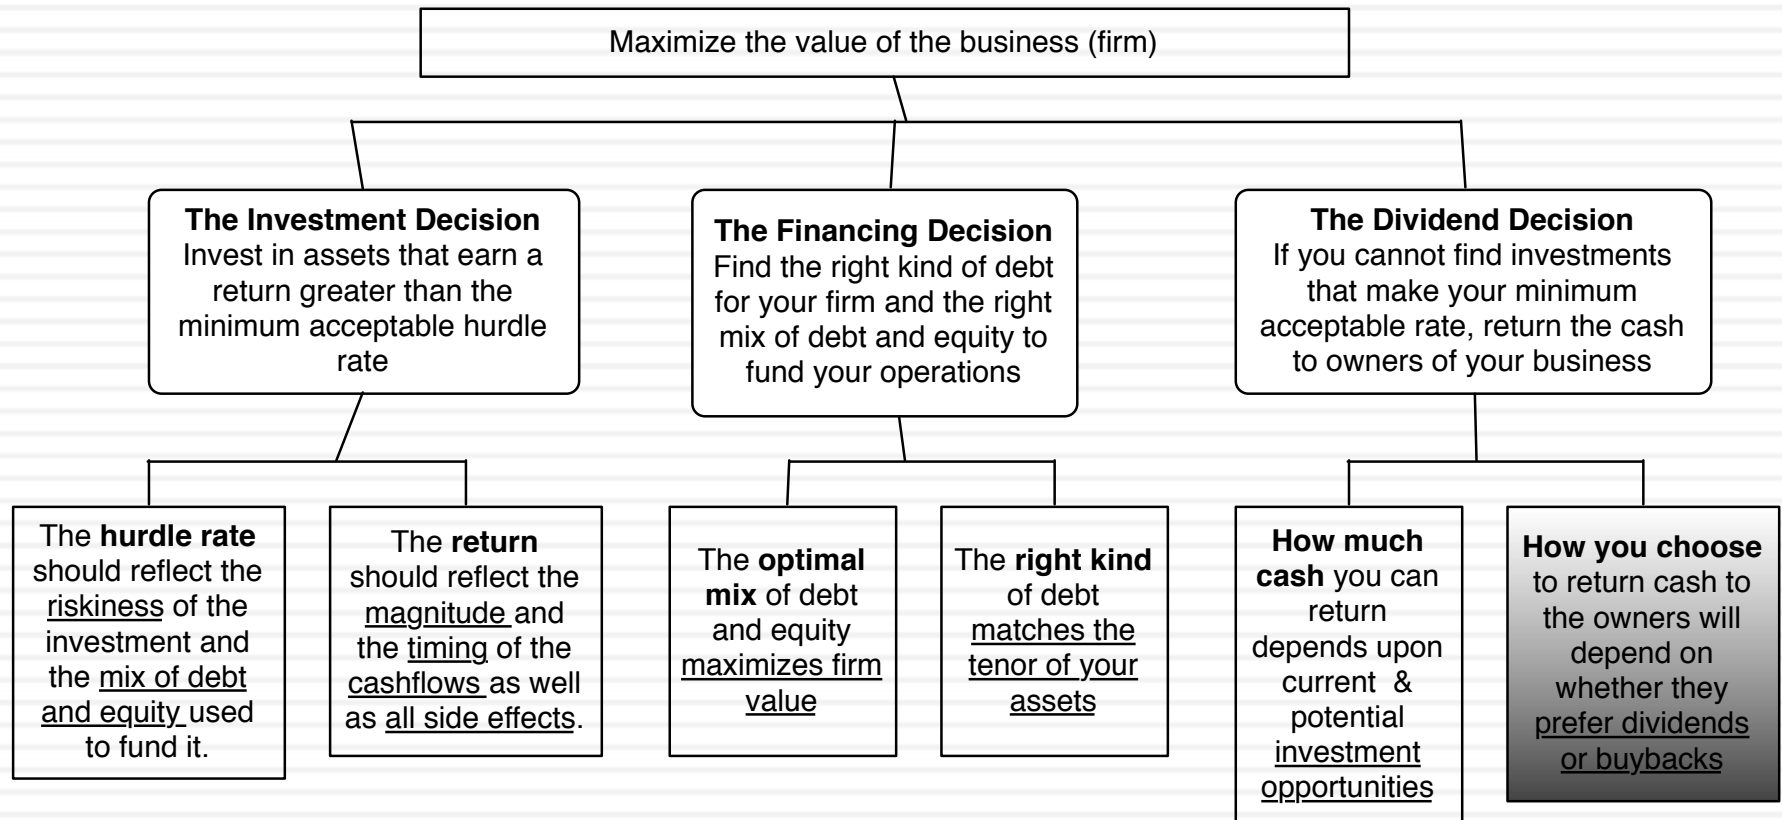 Maximize the value of the business (firm)
The Investment Decision
Invest in assets that earn a
return greater than the
minimum acceptable hurdle
rate
The Financing Decision
Find the right kind of debt
for your firm and the right
mix of debt and equity to
fund your operations
The Dividend Decision
If you cannot find investments
that make your minimum
acceptable rate, return the cash
to owners of your business
The hurdle rate
should reflect the
riskiness of the
investment and
the mix of debt
and equity used
to fund it.
The return
should reflect the
magnitude and
the timing of the
cashflows as well
as all side effects.
The optimal
mix of debt
and equity
maximizes firm
value
The right kind
of debt
matches the
tenor of your
assets
How much
cash you can
return
depends upon
current &
potential
investment
opportunities
How you choose
to return cash to
the owners will
depend on
whether they
prefer dividends
or buybacks